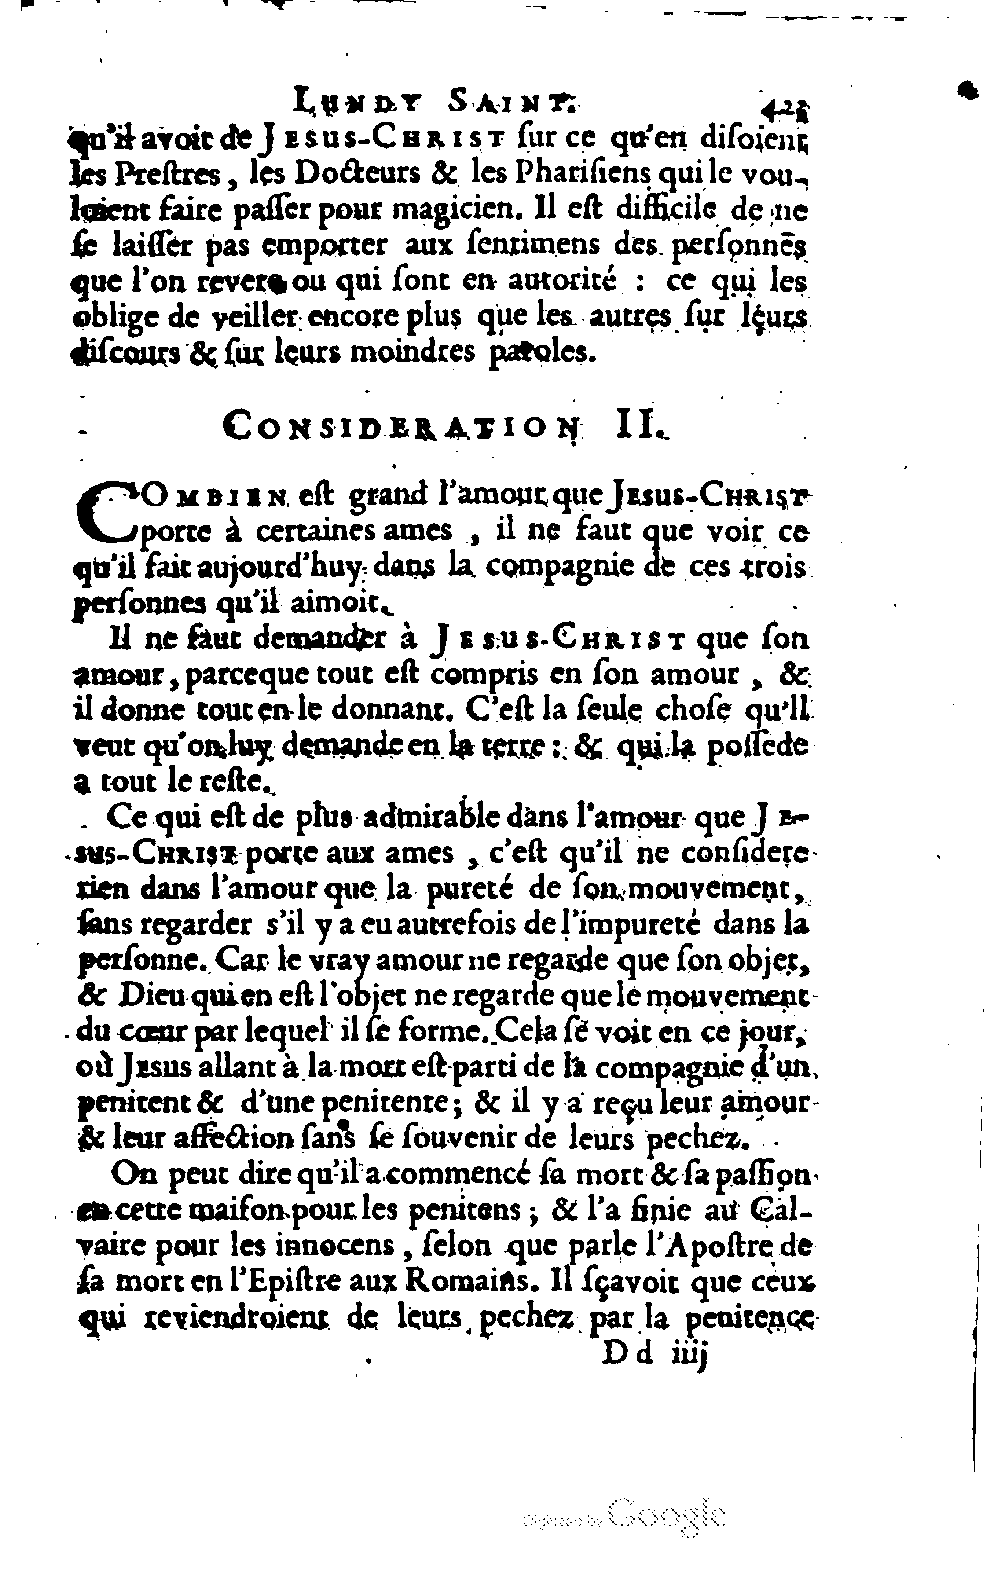 LUNDY SAINT. 423
qu'il avoit de JESUS-CHRIST ſur ce qu'en diſoient
les Preſtres, les Docteurs & les Phariſiens qui le vou-
loient faire paſſer pour magicien. Il eſt difficile de ne
ſe laiſſer pas emporter aux ſentimens des perſonnēs
que l'on revere ou qui ſont en autorité : ce qui les
oblige de veiller encore plus que les autres ſur leurs
diſcours & ſur leurs moindres paroles.
CONSIDERATION II.
COMBIEN eſt grand l'amour que JESUS-CHRIST
porte à certaines ames , il ne faut que voir ce
qu'il fait aujourd'huy dans la compagnie de ces trois
perſonnes qu'il aimoit.
Il ne faut demander à JESUS-CHRIST que ſon
amour, parceque tout eſt compris en ſon amour , &
il donne tout en le donnant. C'eſt la ſeule choſe qu'il
veut qu'on luy demande en la terre : & qui la poſſede
a tout le reſte.
Ce qui eſt de plus admirable dans l'amour que JE-
SUS-CHRIST porte aux ames , c'eſt qu'il ne conſidere
rien dans l'amour que la pureté de ſon mouvement,
ſans regarder s'il y a eu autrefois de l'impureté dans la
perſonne. Car le vray amour ne regarde que ſon objet,
& Dieu qui en eſt l'objet ne regarde que le mouvement
du cœur par lequel il ſe forme. Cela ſe voit en ce jour,
où JESUS allant à la mort eſt parti de la compagnie d'un
penitent & d'une penitente ; & il y a reçu leur amour
& leur affection ſans ſe ſouvenir de leurs pechez.
On peut dire qu'il a commencé ſa mort & ſa paſſion
en cette maiſon pour les penitens ; & l'a finie au Cal-
vaire pour les innocens , ſelon que parle l'Apoſtre de
ſa mort en l'Epiſtre aux Romains. Il ſçavoit que ceux
qui reviendroient de leurs pechez par la penitence
D d iiij
Digitized by Google